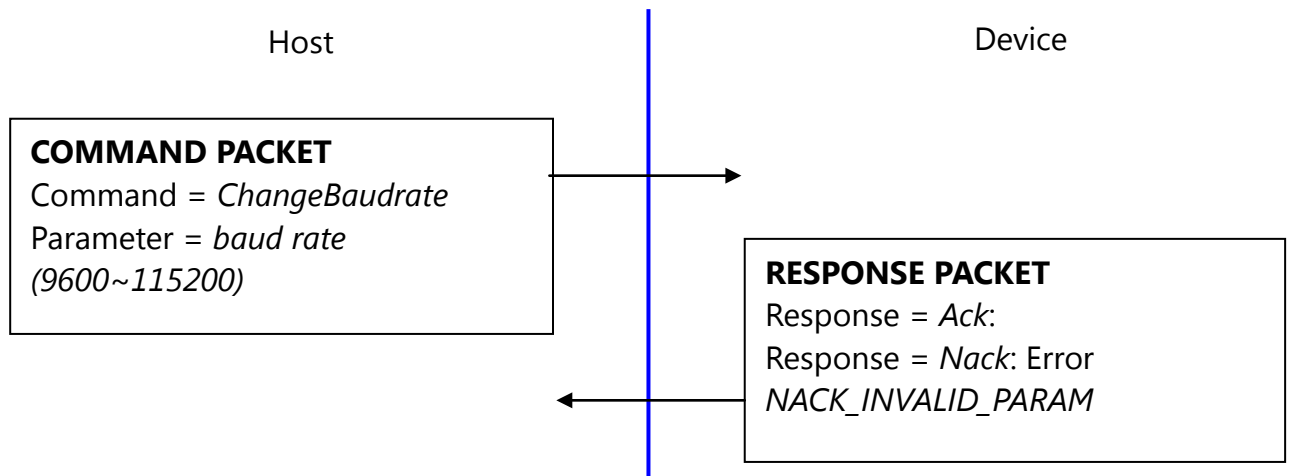 Host
Device
COMMAND PACKET
Command = ChangeBaudrate
Parameter = baud rate
(9600~115200)
RESPONSE PACKET
Response = Ack:
Response = Nack: Error
NACK_INVALID_PARAM